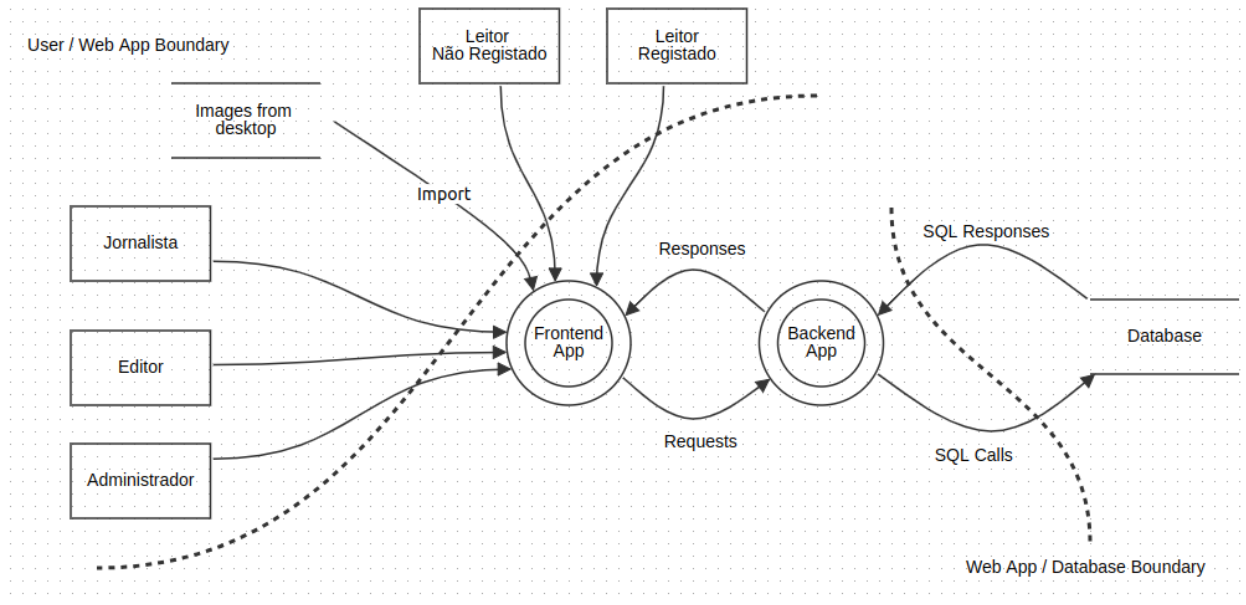 User / Web App Boundary
Leitor
Não Registado
Leitor
Registado
Images from
desktop
Import
Jornalista
Editor
Administrador
Frontend
App
Responses
Requests
Backend
App
SQL Responses
Database
SQL Calls
Web App / Database Boundary